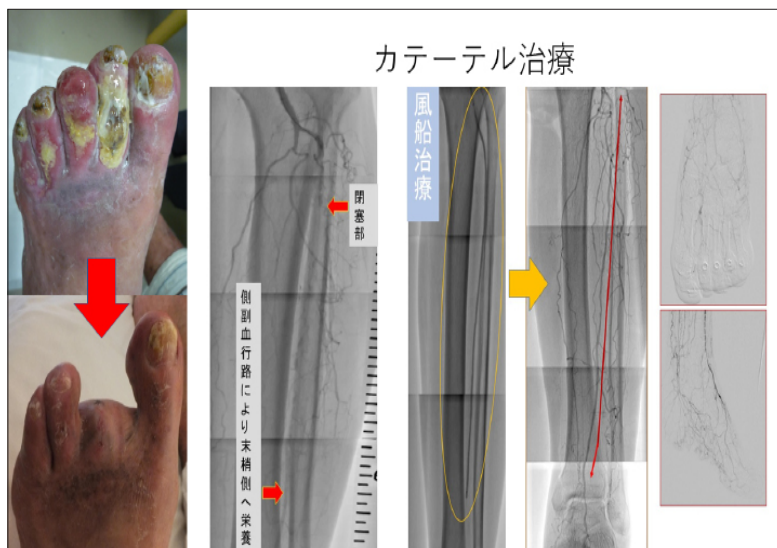 カテーテル治療
閉塞部
側副血行路により末梢側へ栄養
風船治療